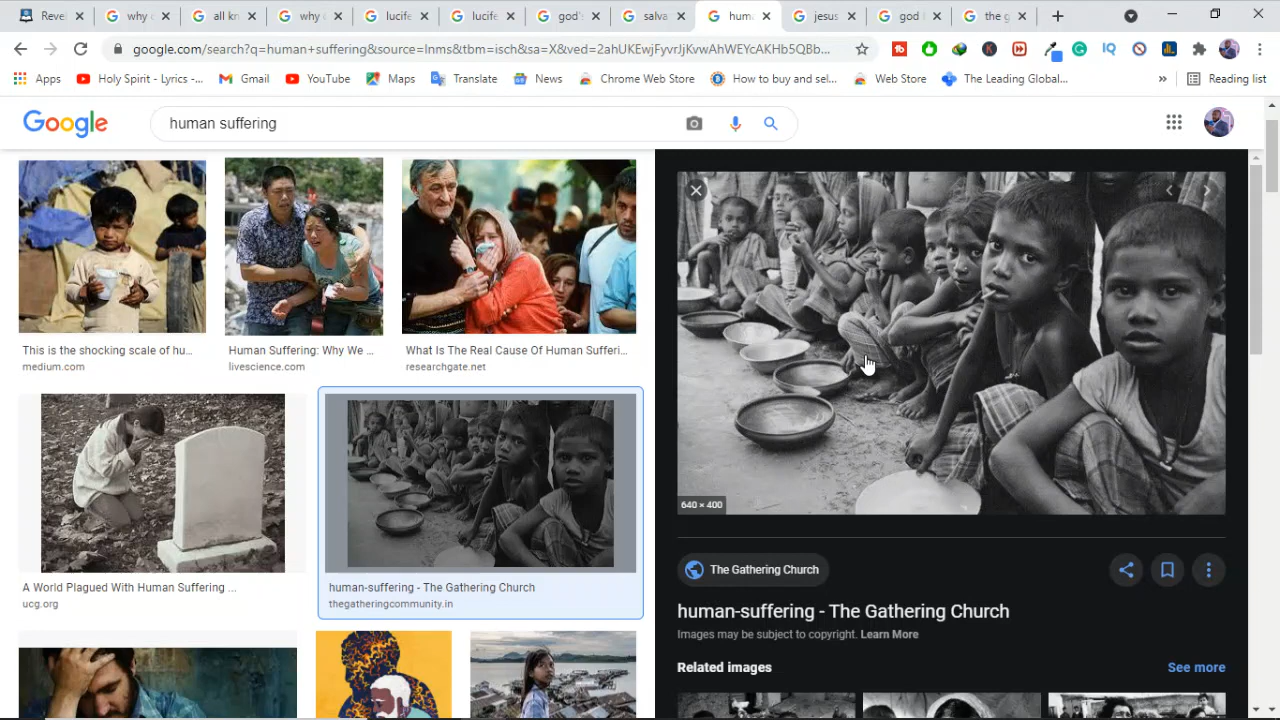 Reve
why c
all kn
why c
lucife
lucife
god's
salva
huma
jesus
god l
the g
google.com/search?q=human+suffering&source=lnms&tbm=isch&sa=X&ved=2ahUKEwjFyvrJjKvwAhWEYcAKHb5QBb...
Apps
Holy Spirit - Lyrics -...
Gmail
YouTube
Maps
Translate
News
Chrome Web Store
How to buy and sel...
Web Store
The Leading Global...
»
Reading list
Google
human suffering
This is the shocking scale of hu...
medium.com
Human Suffering: Why We ...
livescience.com
What Is The Real Cause Of Human Sufferi...
researchgate.net
A World Plagued With Human Suffering ...
ucg.org
human-suffering - The Gathering Church
thegatheringcommunity.in
640 × 400
The Gathering Church
human-suffering - The Gathering Church
Images may be subject to copyright. Learn More
Related images
See more